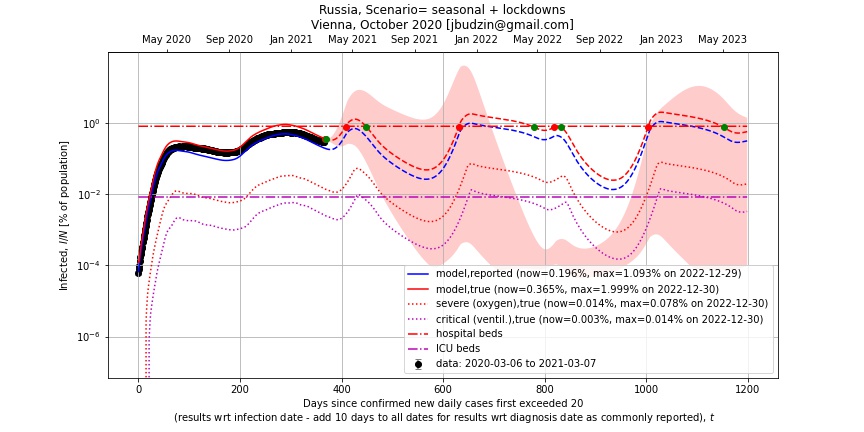 Russia, Scenario= seasonal + lockdowns
Vienna, October 2020 [jbudzin@gmail.com]
May 2020 Sep 2020 Jan 2021 May 2021 Sep 2021 Jan 2022 May 2022 Sep 2022 Jan 2023 May 2023
Infected, I/N [% of population]
10⁰
10⁻²
10⁻⁴
10⁻⁶
model,reported (now=0.196%, max=1.093% on 2022-12-29)
model,true (now=0.365%, max=1.999% on 2022-12-30)
severe (oxygen),true (now=0.014%, max=0.078% on 2022-12-30)
critical (ventil.),true (now=0.003%, max=0.014% on 2022-12-30)
hospital beds
ICU beds
data: 2020-03-06 to 2021-03-07
0 200 400 600 800 1000 1200
Days since confirmed new daily cases first exceeded 20
(results wrt infection date - add 10 days to all dates for results wrt diagnosis date as commonly reported), t